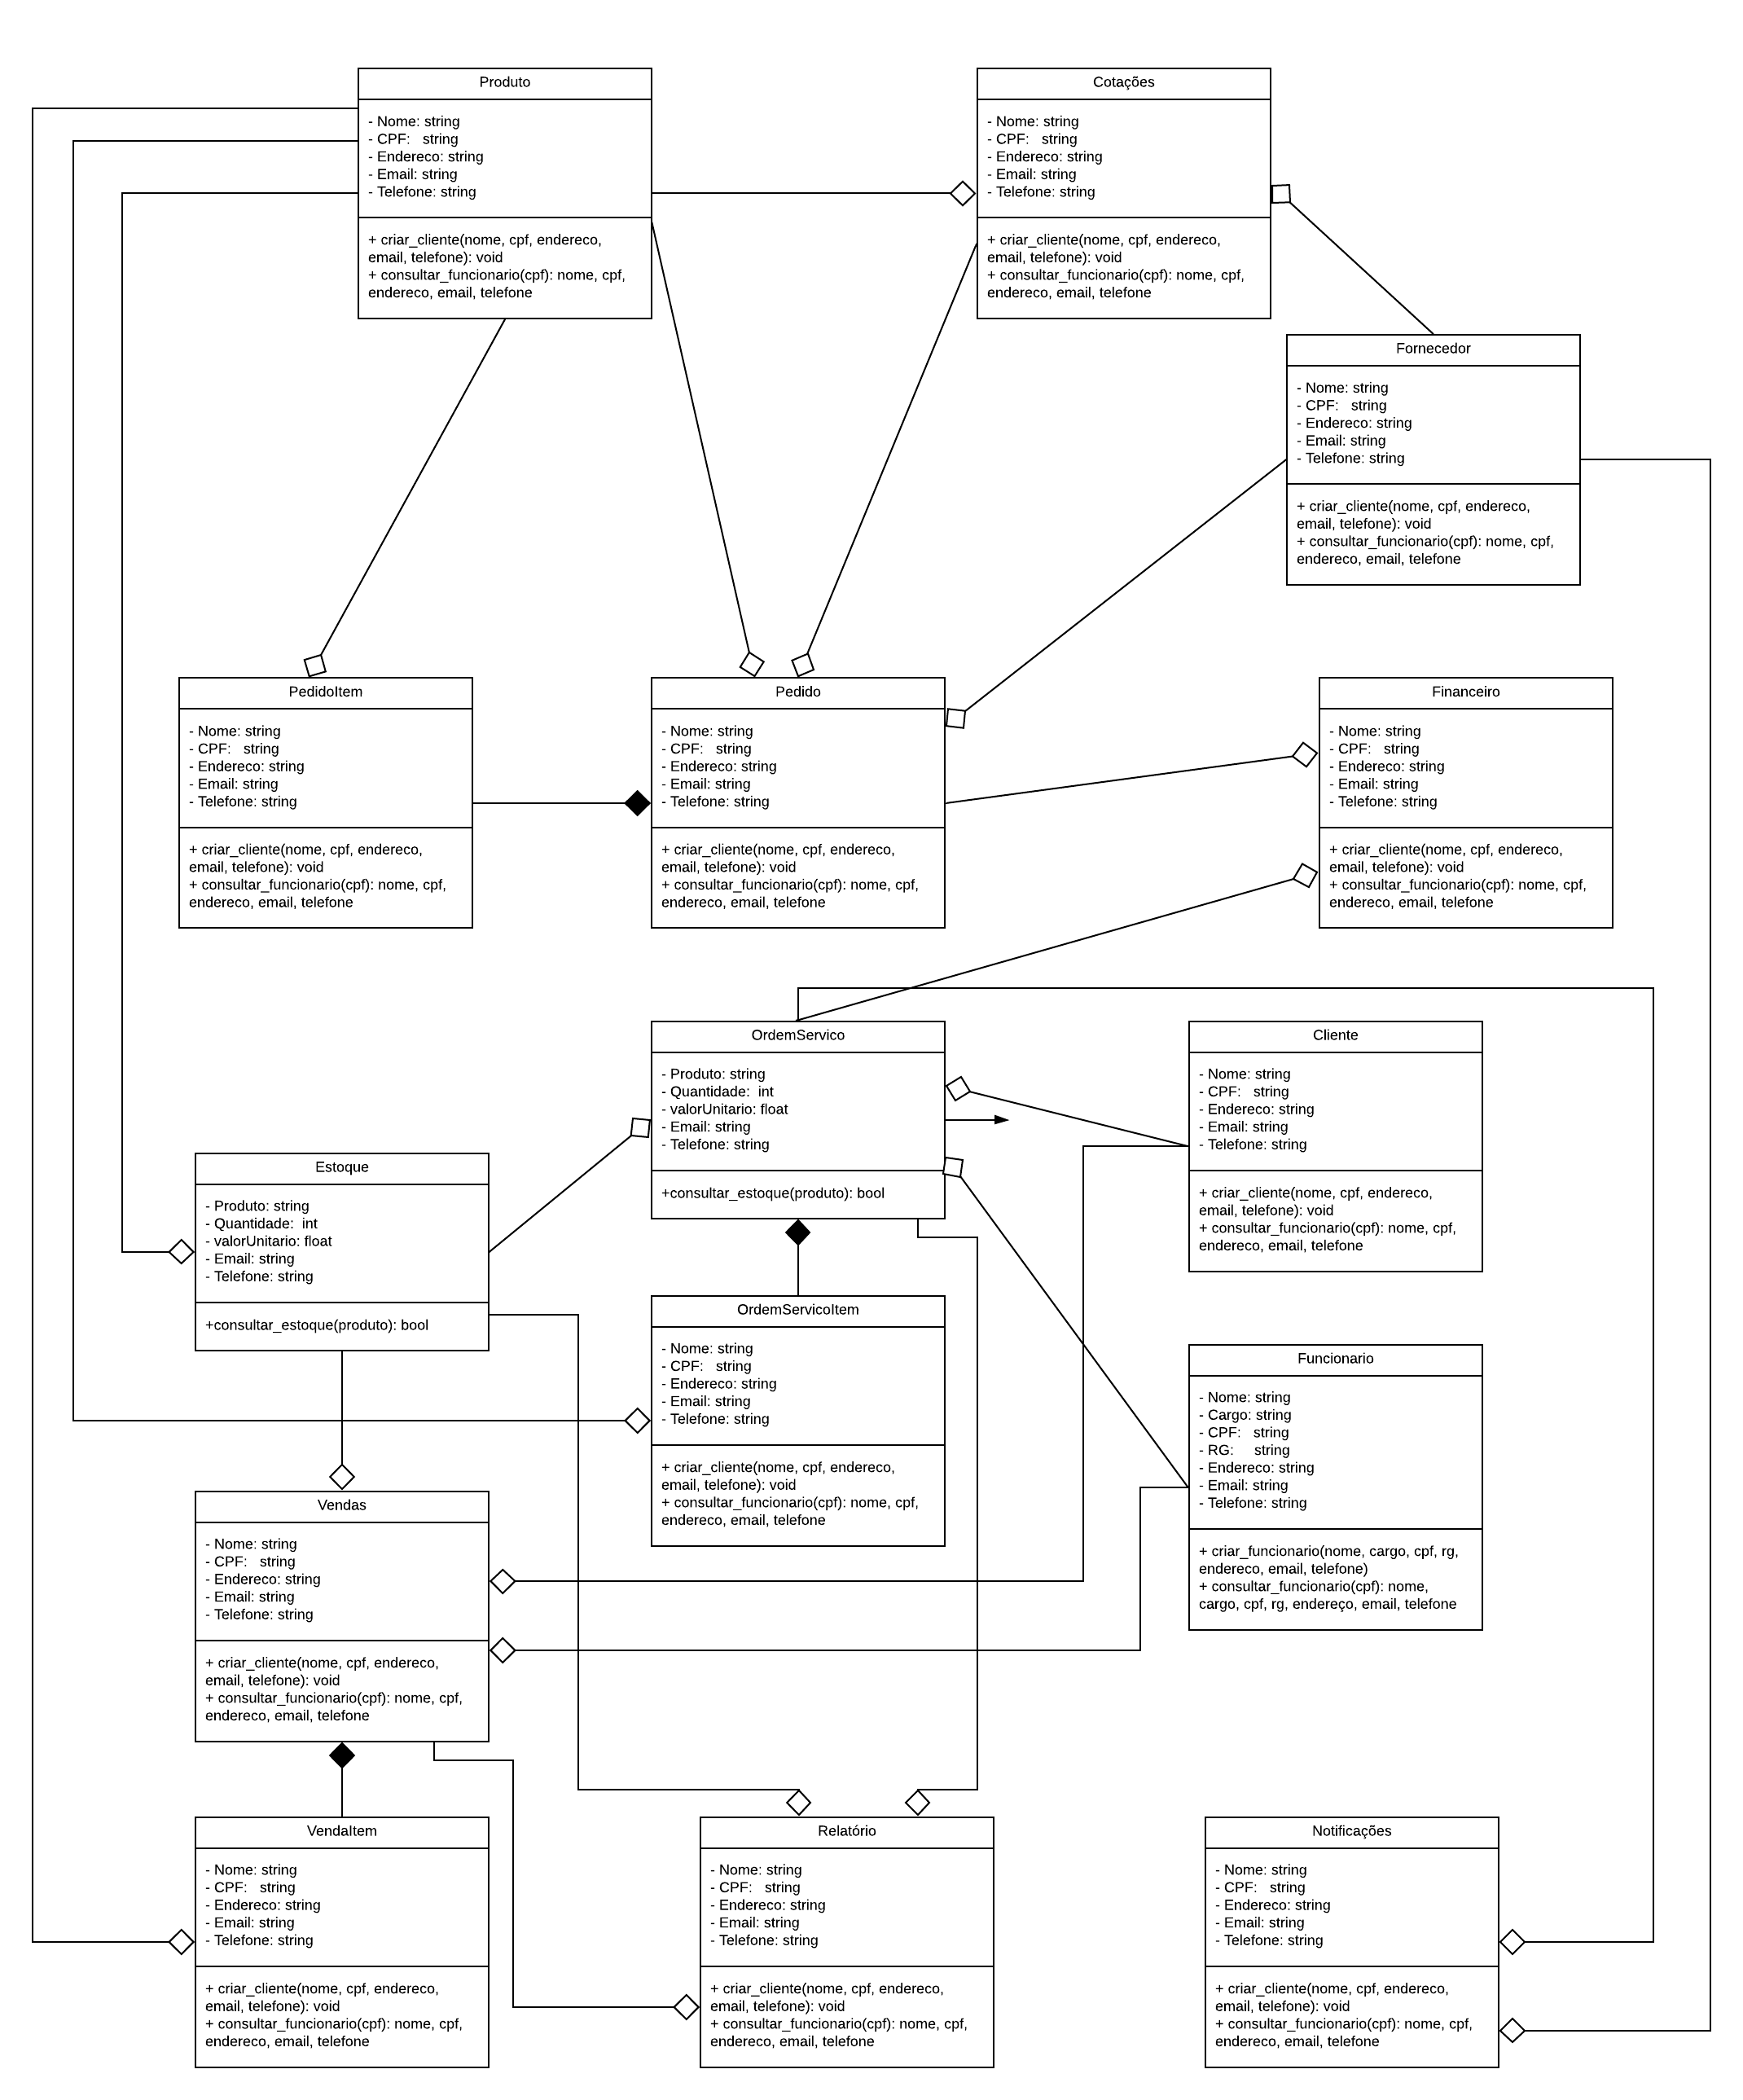 Produto
- Nome: string
- CPF:   string
- Endereco: string
- Email: string
- Telefone: string
+ criar_cliente(nome, cpf, endereco,
email, telefone): void
+ consultar_funcionario(cpf): nome, cpf,
endereco, email, telefone
Cotações
- Nome: string
- CPF:   string
- Endereco: string
- Email: string
- Telefone: string
+ criar_cliente(nome, cpf, endereco,
email, telefone): void
+ consultar_funcionario(cpf): nome, cpf,
endereco, email, telefone
Fornecedor
- Nome: string
- CPF:   string
- Endereco: string
- Email: string
- Telefone: string
+ criar_cliente(nome, cpf, endereco,
email, telefone): void
+ consultar_funcionario(cpf): nome, cpf,
endereco, email, telefone
PedidoItem
- Nome: string
- CPF:   string
- Endereco: string
- Email: string
- Telefone: string
+ criar_cliente(nome, cpf, endereco,
email, telefone): void
+ consultar_funcionario(cpf): nome, cpf,
endereco, email, telefone
Pedido
- Nome: string
- CPF:   string
- Endereco: string
- Email: string
- Telefone: string
+ criar_cliente(nome, cpf, endereco,
email, telefone): void
+ consultar_funcionario(cpf): nome, cpf,
endereco, email, telefone
Financeiro
- Nome: string
- CPF:   string
- Endereco: string
- Email: string
- Telefone: string
+ criar_cliente(nome, cpf, endereco,
email, telefone): void
+ consultar_funcionario(cpf): nome, cpf,
endereco, email, telefone
OrdemServico
- Produto: string
- Quantidade:  int
- valorUnitario: float
- Email: string
- Telefone: string
+consultar_estoque(produto): bool
Cliente
- Nome: string
- CPF:   string
- Endereco: string
- Email: string
- Telefone: string
+ criar_cliente(nome, cpf, endereco,
email, telefone): void
+ consultar_funcionario(cpf): nome, cpf,
endereco, email, telefone
Estoque
- Produto: string
- Quantidade:  int
- valorUnitario: float
- Email: string
- Telefone: string
+consultar_estoque(produto): bool
OrdemServicoItem
- Nome: string
- CPF:   string
- Endereco: string
- Email: string
- Telefone: string
+ criar_cliente(nome, cpf, endereco,
email, telefone): void
+ consultar_funcionario(cpf): nome, cpf,
endereco, email, telefone
Funcionario
- Nome: string
- Cargo: string
- CPF:   string
- RG:     string
- Endereco: string
- Email: string
- Telefone: string
+ criar_funcionario(nome, cargo, cpf, rg,
endereco, email, telefone)
+ consultar_funcionario(cpf): nome,
cargo, cpf, rg, endereço, email, telefone
Vendas
- Nome: string
- CPF:   string
- Endereco: string
- Email: string
- Telefone: string
+ criar_cliente(nome, cpf, endereco,
email, telefone): void
+ consultar_funcionario(cpf): nome, cpf,
endereco, email, telefone
VendaItem
- Nome: string
- CPF:   string
- Endereco: string
- Email: string
- Telefone: string
+ criar_cliente(nome, cpf, endereco,
email, telefone): void
+ consultar_funcionario(cpf): nome, cpf,
endereco, email, telefone
Relatório
- Nome: string
- CPF:   string
- Endereco: string
- Email: string
- Telefone: string
+ criar_cliente(nome, cpf, endereco,
email, telefone): void
+ consultar_funcionario(cpf): nome, cpf,
endereco, email, telefone
Notificações
- Nome: string
- CPF:   string
- Endereco: string
- Email: string
- Telefone: string
+ criar_cliente(nome, cpf, endereco,
email, telefone): void
+ consultar_funcionario(cpf): nome, cpf,
endereco, email, telefone